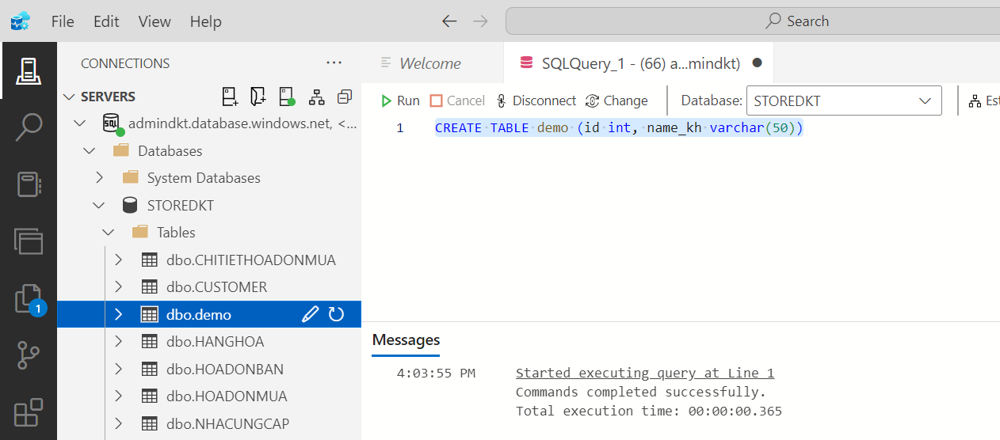 File Edit View Help
Search
CONNECTIONS
SERVERS
SQL
admindkt.database.windows.net, <...
Databases
System Databases
STOREDKT
Tables
dbo.CHITIETHOADONMUA
dbo.CUSTOMER
dbo.demo
dbo.HANGHOA
dbo.HOADONBAN
dbo.HOADONMUA
dbo.NHACUNGCAP
1
Welcome
SQLQuery_1 - (66) a...mindkt)
Run Cancel Disconnect Change Database: STOREDKT Est
1 CREATE TABLE demo (id int, name_kh varchar(50))
Messages
4:03:55 PM Started executing query at Line 1
Commands completed successfully.
Total execution time: 00:00:00.365